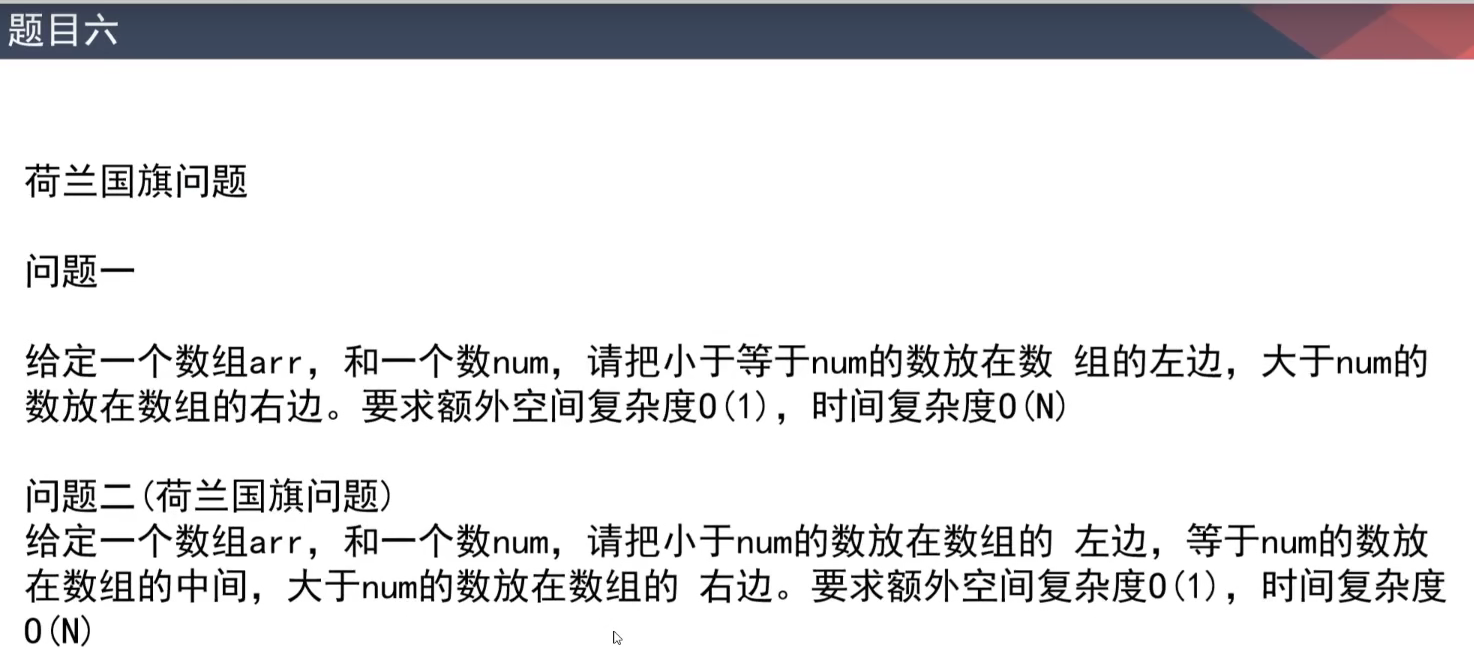 题目六
荷兰国旗问题
问题一
给定一个数组arr，和一个数num，请把小于等于num的数放在数 组的左边，大于num的
数放在数组的右边。要求额外空间复杂度O(1)，时间复杂度O(N)
问题二(荷兰国旗问题)
给定一个数组arr，和一个数num，请把小于num的数放在数组的 左边，等于num的数放
在数组的中间，大于num的数放在数组的 右边。要求额外空间复杂度O(1)，时间复杂度
O(N)